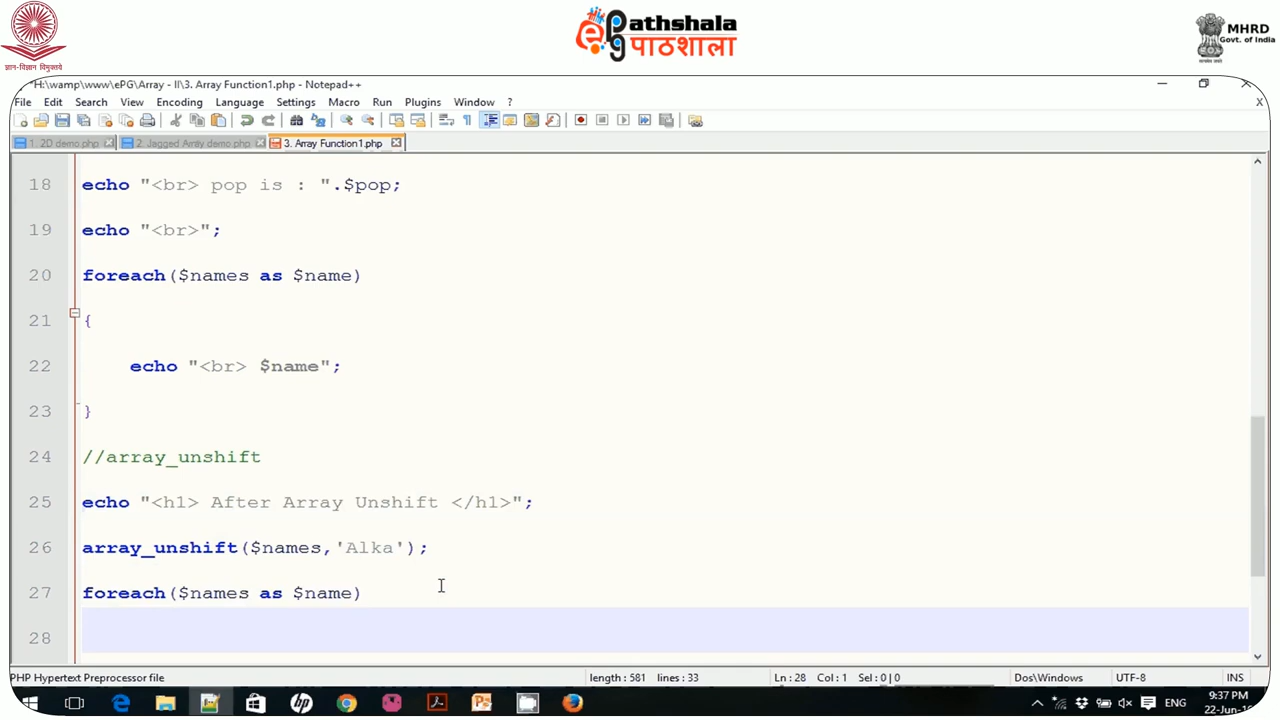 ज्ञान-विज्ञान विमुक्तये
Pathshala
पाठशाला
MHRD
Govt. of India
*H:\wamp\www\ePG\Array - II\3. Array Function1.php - Notepad++
File Edit Search View Encoding Language Settings Macro Run Plugins Window ? X
1. 2D demo.php 2. Jagged Array demo.php 3. Array Function1.php
18 echo "<br> pop is : ".$pop;
19 echo "<br>";
20 foreach($names as $name)
21 {
22 echo "<br> $name";
23 }
24 //array_unshift
25 echo "<h1> After Array Unshift </h1>";
26 array_unshift($names,'Alka');
27 foreach($names as $name)
28
PHP Hypertext Preprocessor file length : 581 lines : 33 Ln : 28 Col : 1 Sel : 0 | 0 Dos\Windows UTF-8 INS
ENG
9:37 PM
22-Jun-